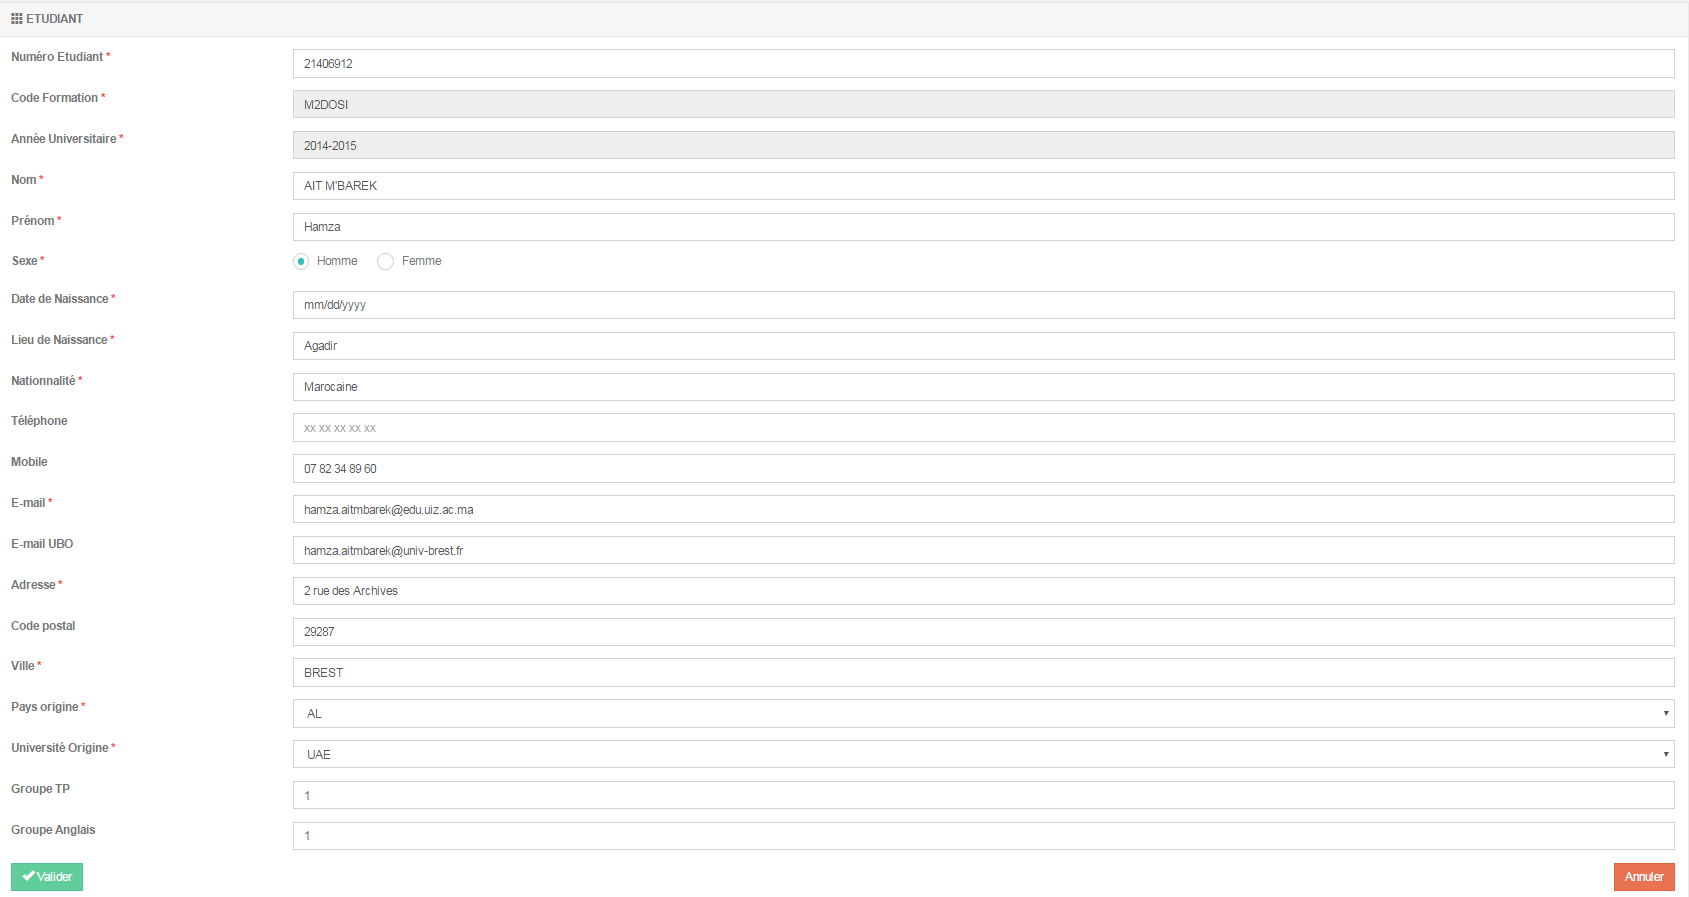 ETUDIANT
Numéro Etudiant * 21406912
Code Formation * M2DOSI
Année Universitaire * 2014-2015
Nom * AIT M'BAREK
Prénom * Hamza
Sexe * Homme Femme
Date de Naissance * mm/dd/yyyy
Lieu de Naissance * Agadir
Nationnalité * Marocaine
Téléphone xx xx xx xx xx
Mobile 07 82 34 89 60
E-mail * hamza.aitmbarek@edu.uiz.ac.ma
E-mail UBO hamza.aitmbarek@univ-brest.fr
Adresse * 2 rue des Archives
Code postal 29287
Ville * BREST
Pays origine * AL
Université Origine * UAE
Groupe TP 1
Groupe Anglais 1
Valider Annuler